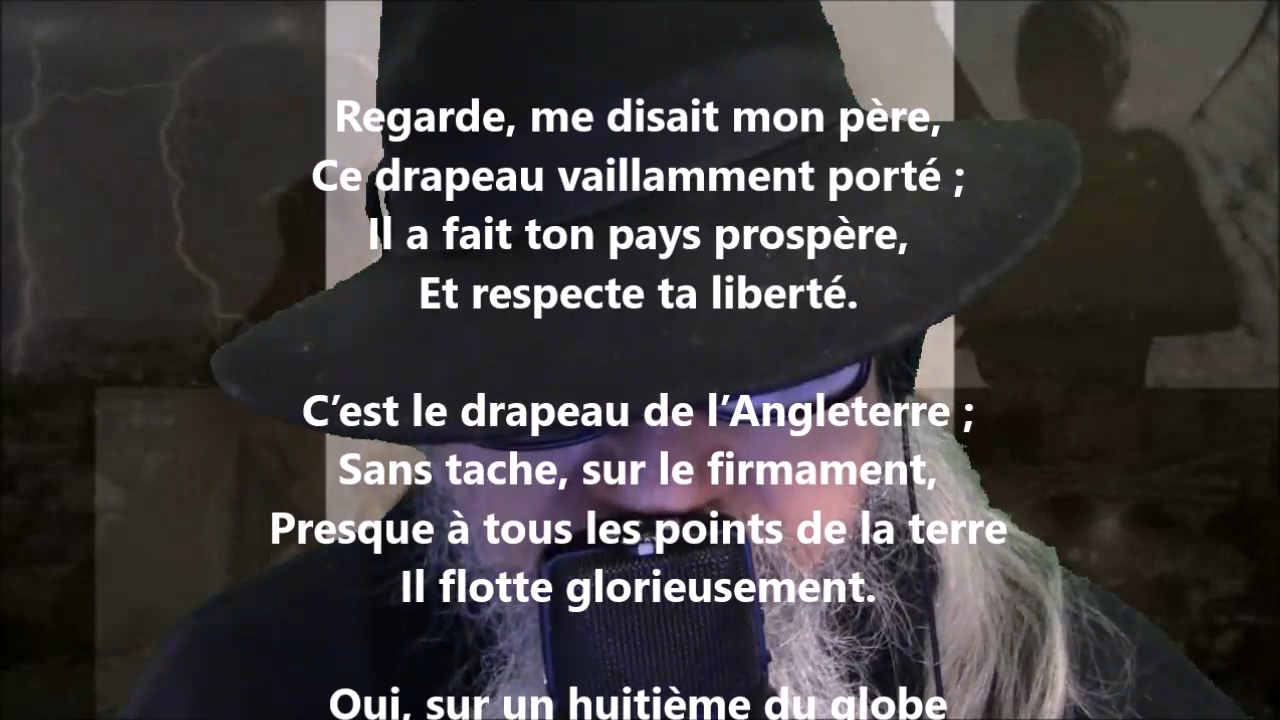 Regarde, me disait mon père,
Ce drapeau vaillamment porté ;
Il a fait ton pays prospère,
Et respecte ta liberté.
C’est le drapeau de l’Angleterre ;
Sans tache, sur le firmament,
Presque à tous les points de la terre
Il flotte glorieusement.
Oui, sur un huitième du globe